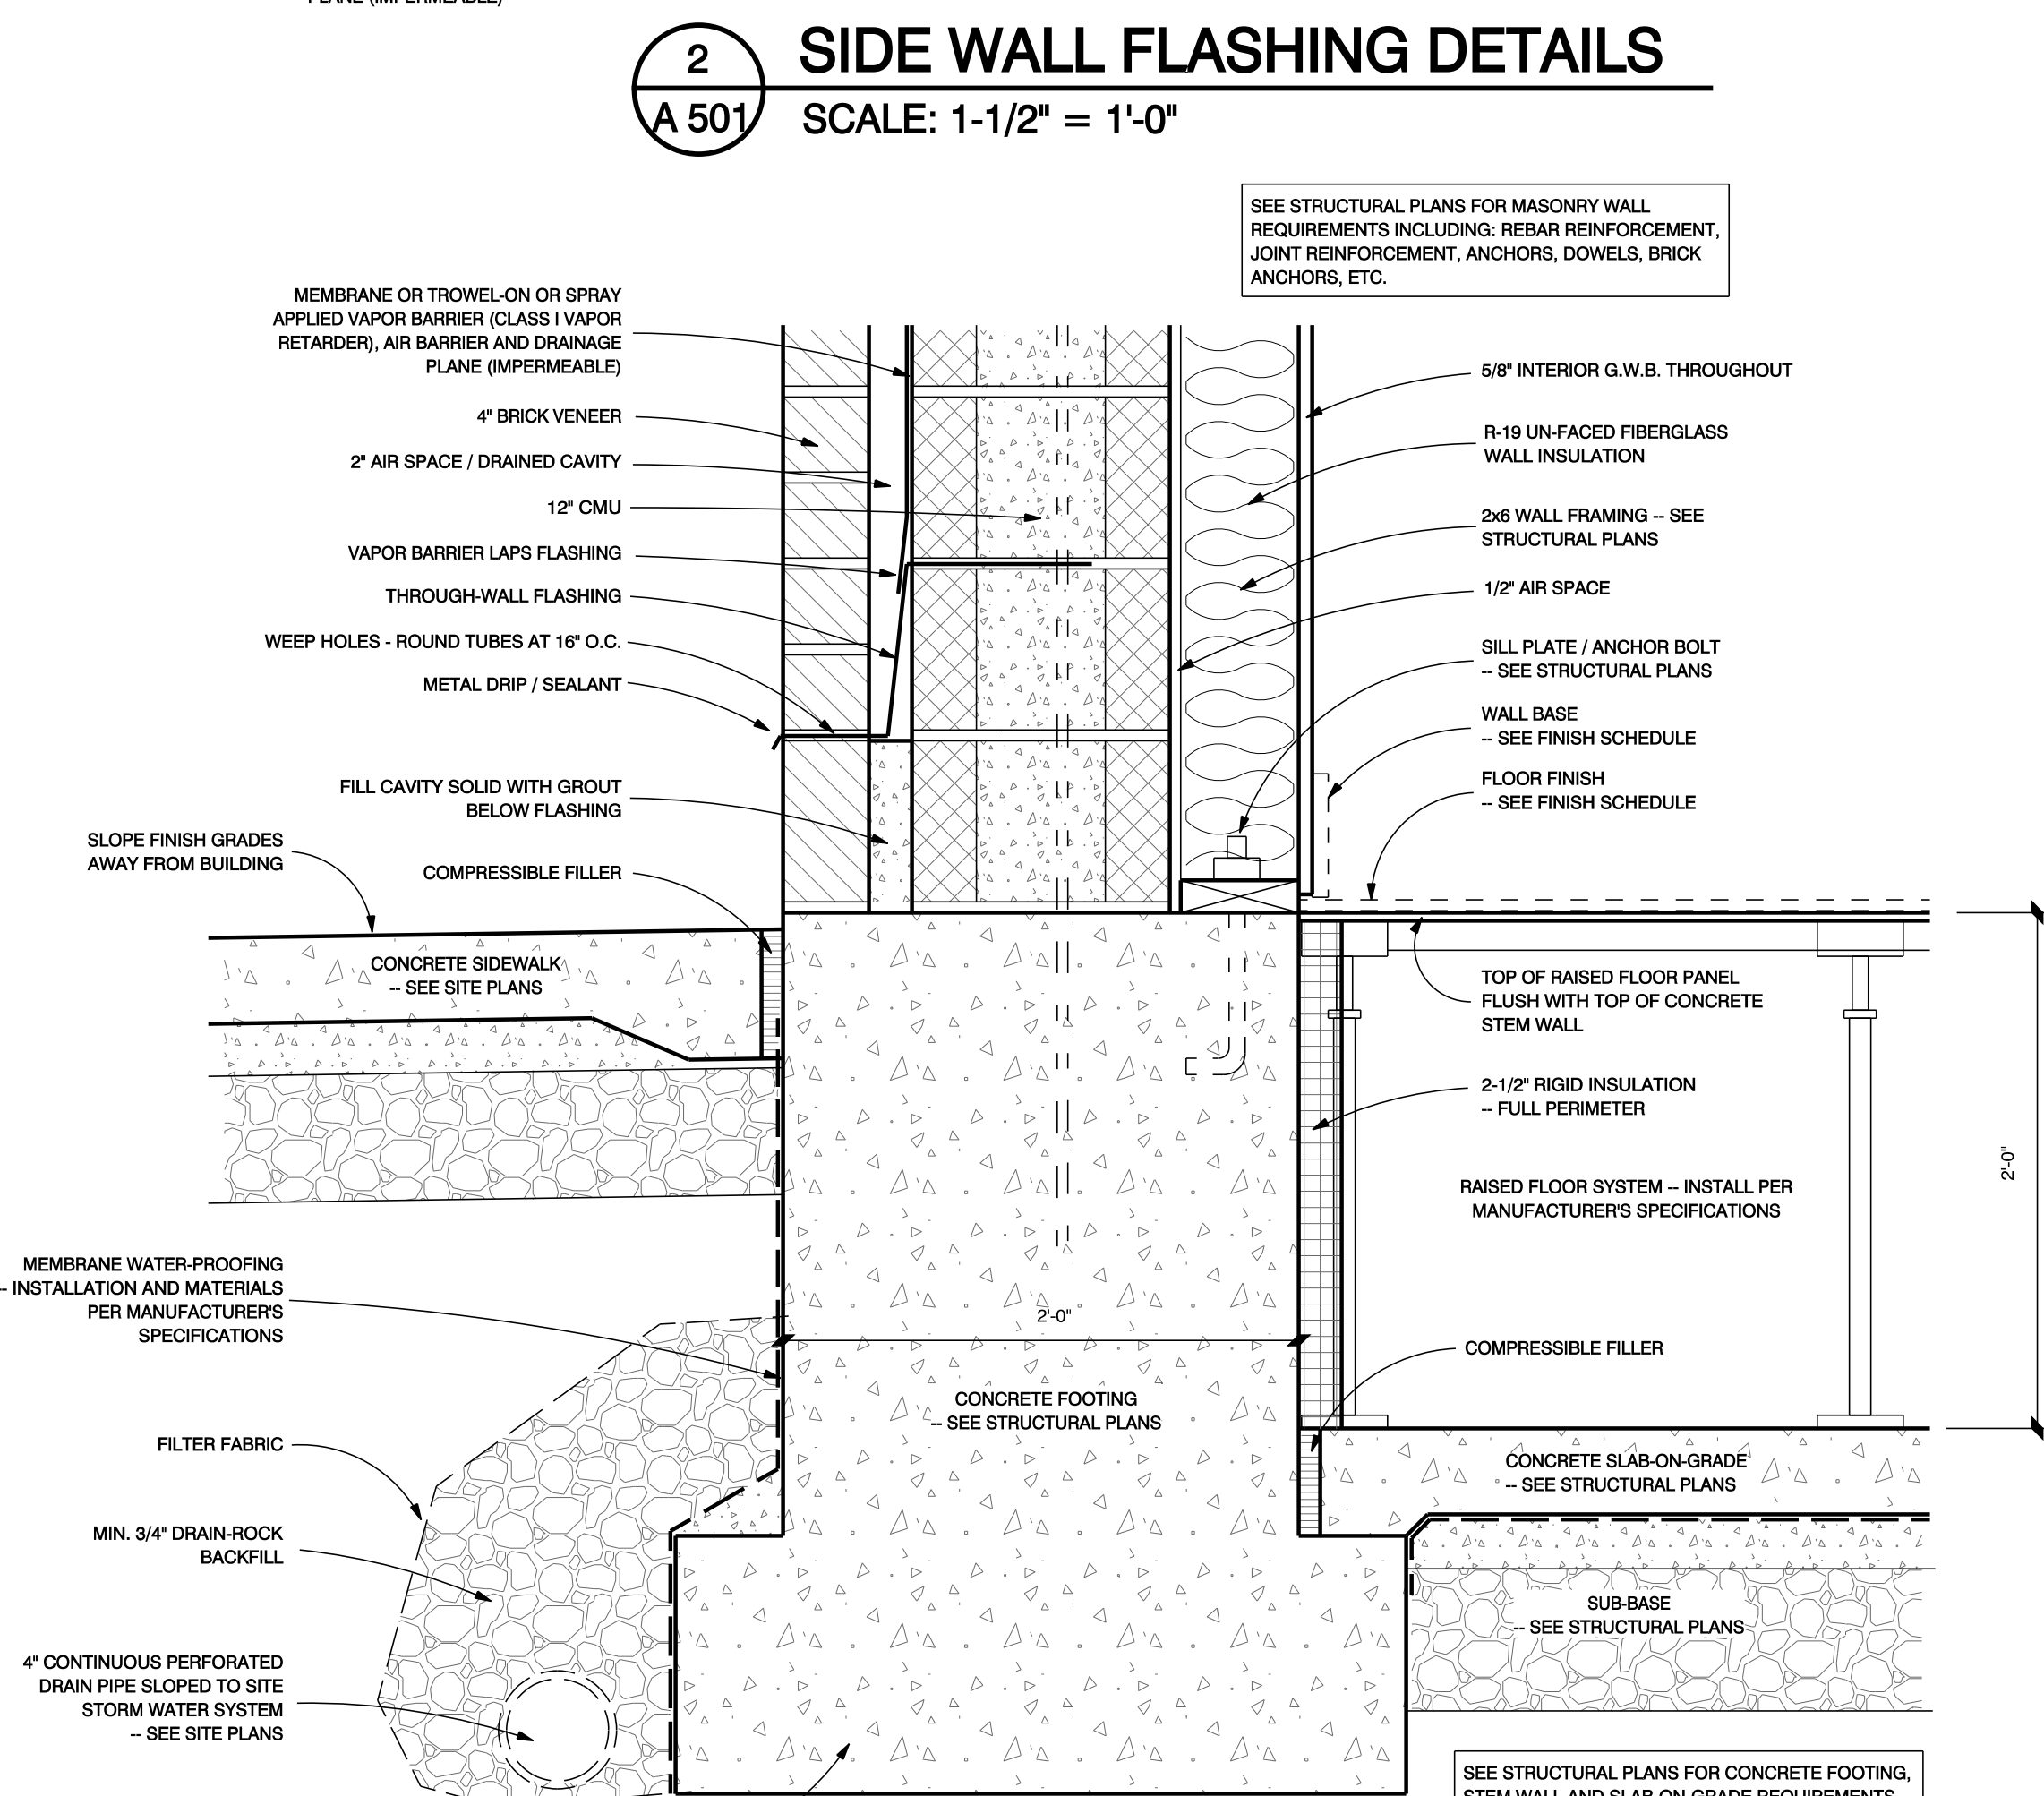 PLANE (IMPERMEABLE)
2
A 501
SIDE WALL FLASHING DETAILS
SCALE: 1-1/2" = 1'-0"
SEE STRUCTURAL PLANS FOR MASONRY WALL
REQUIREMENTS INCLUDING: REBAR REINFORCEMENT,
JOINT REINFORCEMENT, ANCHORS, DOWELS, BRICK
ANCHORS, ETC.
MEMBRANE OR TROWEL-ON OR SPRAY
APPLIED VAPOR BARRIER (CLASS I VAPOR
RETARDER), AIR BARRIER AND DRAINAGE
PLANE (IMPERMEABLE)
4" BRICK VENEER
2" AIR SPACE / DRAINED CAVITY
12" CMU
VAPOR BARRIER LAPS FLASHING
THROUGH-WALL FLASHING
WEEP HOLES - ROUND TUBES AT 16" O.C.
METAL DRIP / SEALANT
FILL CAVITY SOLID WITH GROUT
BELOW FLASHING
SLOPE FINISH GRADES
AWAY FROM BUILDING
COMPRESSIBLE FILLER
CONCRETE SIDEWALK
-- SEE SITE PLANS
MEMBRANE WATER-PROOFING
-- INSTALLATION AND MATERIALS
PER MANUFACTURER'S
SPECIFICATIONS
FILTER FABRIC
MIN. 3/4" DRAIN-ROCK
BACKFILL
4" CONTINUOUS PERFORATED
DRAIN PIPE SLOPED TO SITE
STORM WATER SYSTEM
-- SEE SITE PLANS
2'-0"
CONCRETE FOOTING
-- SEE STRUCTURAL PLANS
5/8" INTERIOR G.W.B. THROUGHOUT
R-19 UN-FACED FIBERGLASS
WALL INSULATION
2x6 WALL FRAMING -- SEE
STRUCTURAL PLANS
1/2" AIR SPACE
SILL PLATE / ANCHOR BOLT
-- SEE STRUCTURAL PLANS
WALL BASE
-- SEE FINISH SCHEDULE
FLOOR FINISH
-- SEE FINISH SCHEDULE
TOP OF RAISED FLOOR PANEL
FLUSH WITH TOP OF CONCRETE
STEM WALL
2-1/2" RIGID INSULATION
-- FULL PERIMETER
RAISED FLOOR SYSTEM -- INSTALL PER
MANUFACTURER'S SPECIFICATIONS
2'-0"
COMPRESSIBLE FILLER
CONCRETE SLAB-ON-GRADE
-- SEE STRUCTURAL PLANS
SUB-BASE
-- SEE STRUCTURAL PLANS
SEE STRUCTURAL PLANS FOR CONCRETE FOOTING,
STEM WALL AND SLAB-ON-GRADE REQUIREMENTS